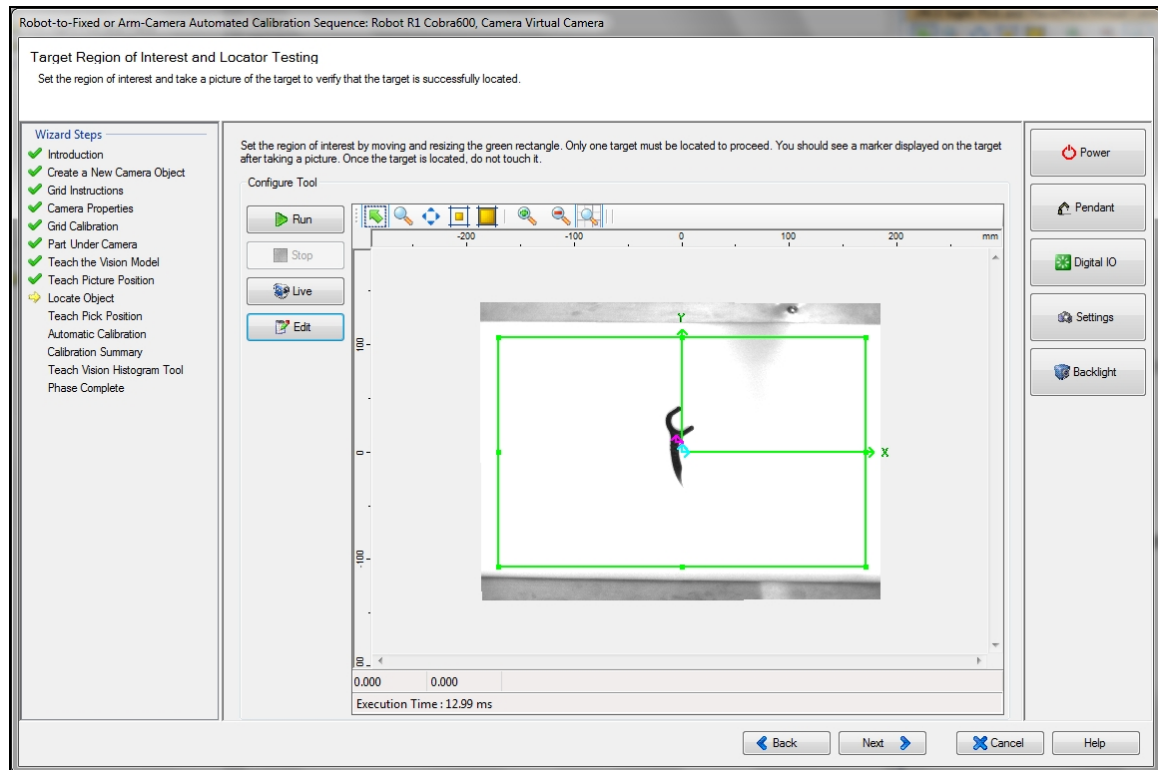 Robot-to-Fixed or Arm-Camera Automated Calibration Sequence: Robot R1 Cobra600, Camera Virtual Camera
Target Region of Interest and Locator Testing
Set the region of interest and take a picture of the target to verify that the target is successfully located.
Wizard Steps
Introduction
Create a New Camera Object
Grid Instructions
Camera Properties
Grid Calibration
Part Under Camera
Teach the Vision Model
Teach Picture Position
Locate Object
Teach Pick Position
Automatic Calibration
Calibration Summary
Teach Vision Histogram Tool
Phase Complete
Set the region of interest by moving and resizing the green rectangle. Only one target must be located to proceed. You should see a marker displayed on the target
after taking a picture. Once the target is located, do not touch it.
Configure Tool
Run
Stop
Live
Edit
-200 -100 0 100 200 mm
100
0
-100
Y
X
0.000 0.000
Execution Time : 12.99 ms
Power
Pendant
Digital IO
Settings
Backlight
Back Next Cancel Help